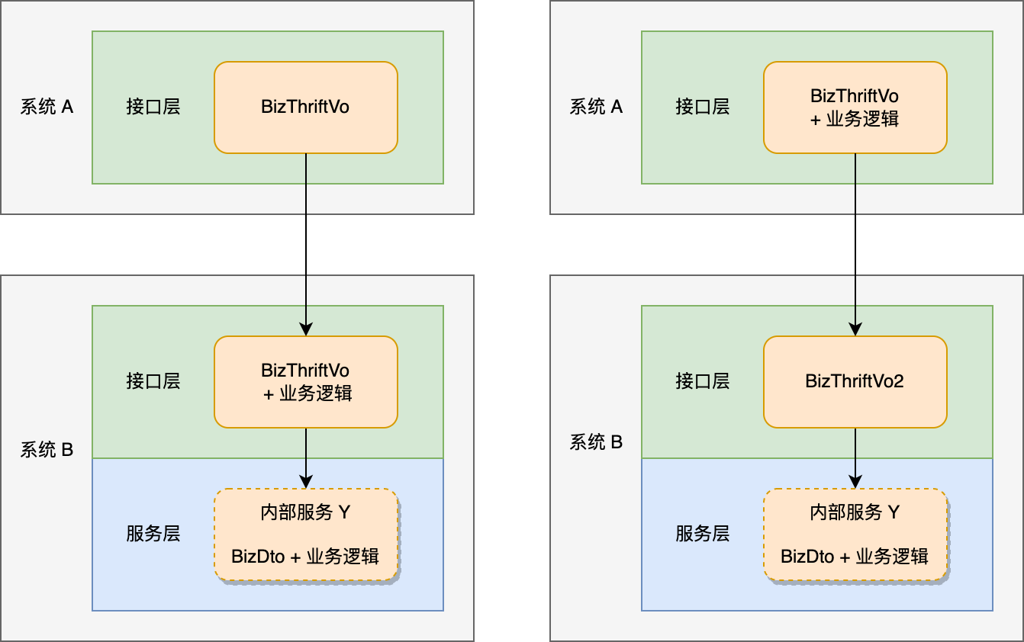 系统 A
接口层
BizThriftVo
系统 B
接口层
BizThriftVo
+ 业务逻辑
服务层
内部服务 Y
BizDto + 业务逻辑
系统 A
接口层
BizThriftVo
+ 业务逻辑
系统 B
接口层
BizThriftVo2
服务层
内部服务 Y
BizDto + 业务逻辑